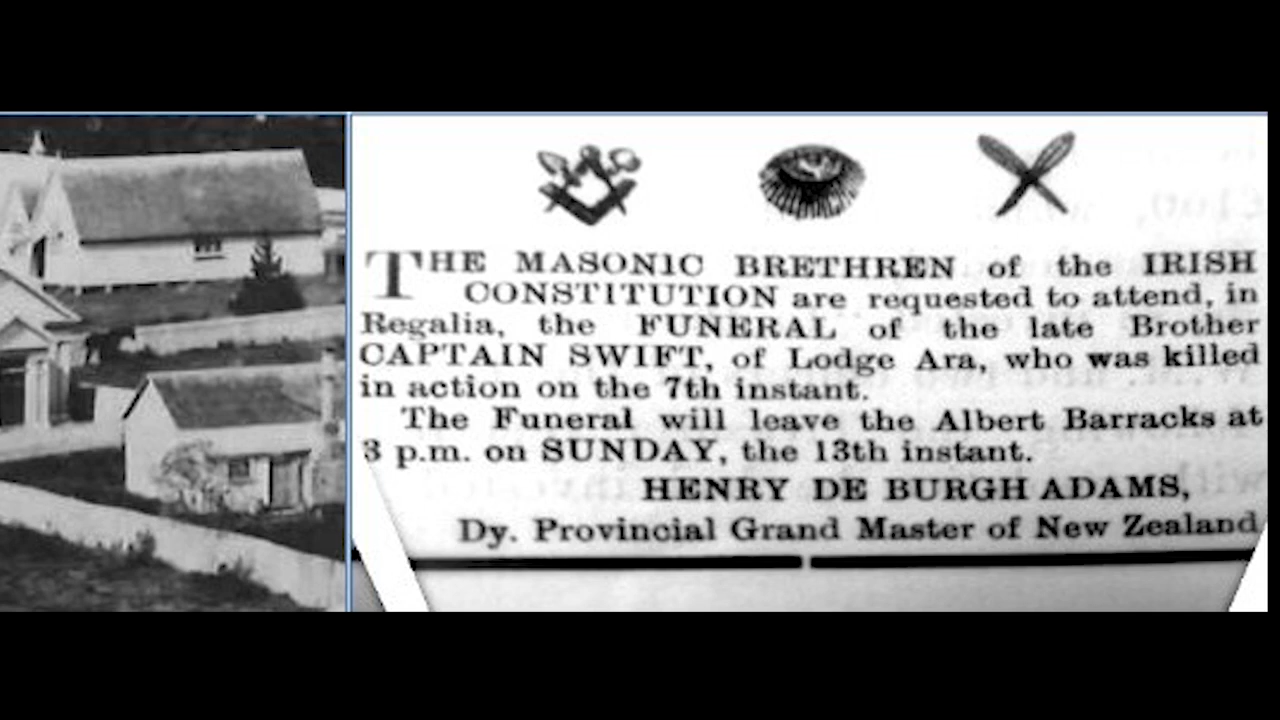 THE MASONIC BRETHREN of the IRISH
CONSTITUTION are requested to attend, in
Regalia, the FUNERAL of the late Brother
CAPTAIN SWIFT, of Lodge Ara, who was killed
in action on the 7th instant.
The Funeral will leave the Albert Barracks at
3 p.m. on SUNDAY, the 13th instant.
HENRY DE BURGH ADAMS,
Dy. Provincial Grand Master of New Zealand